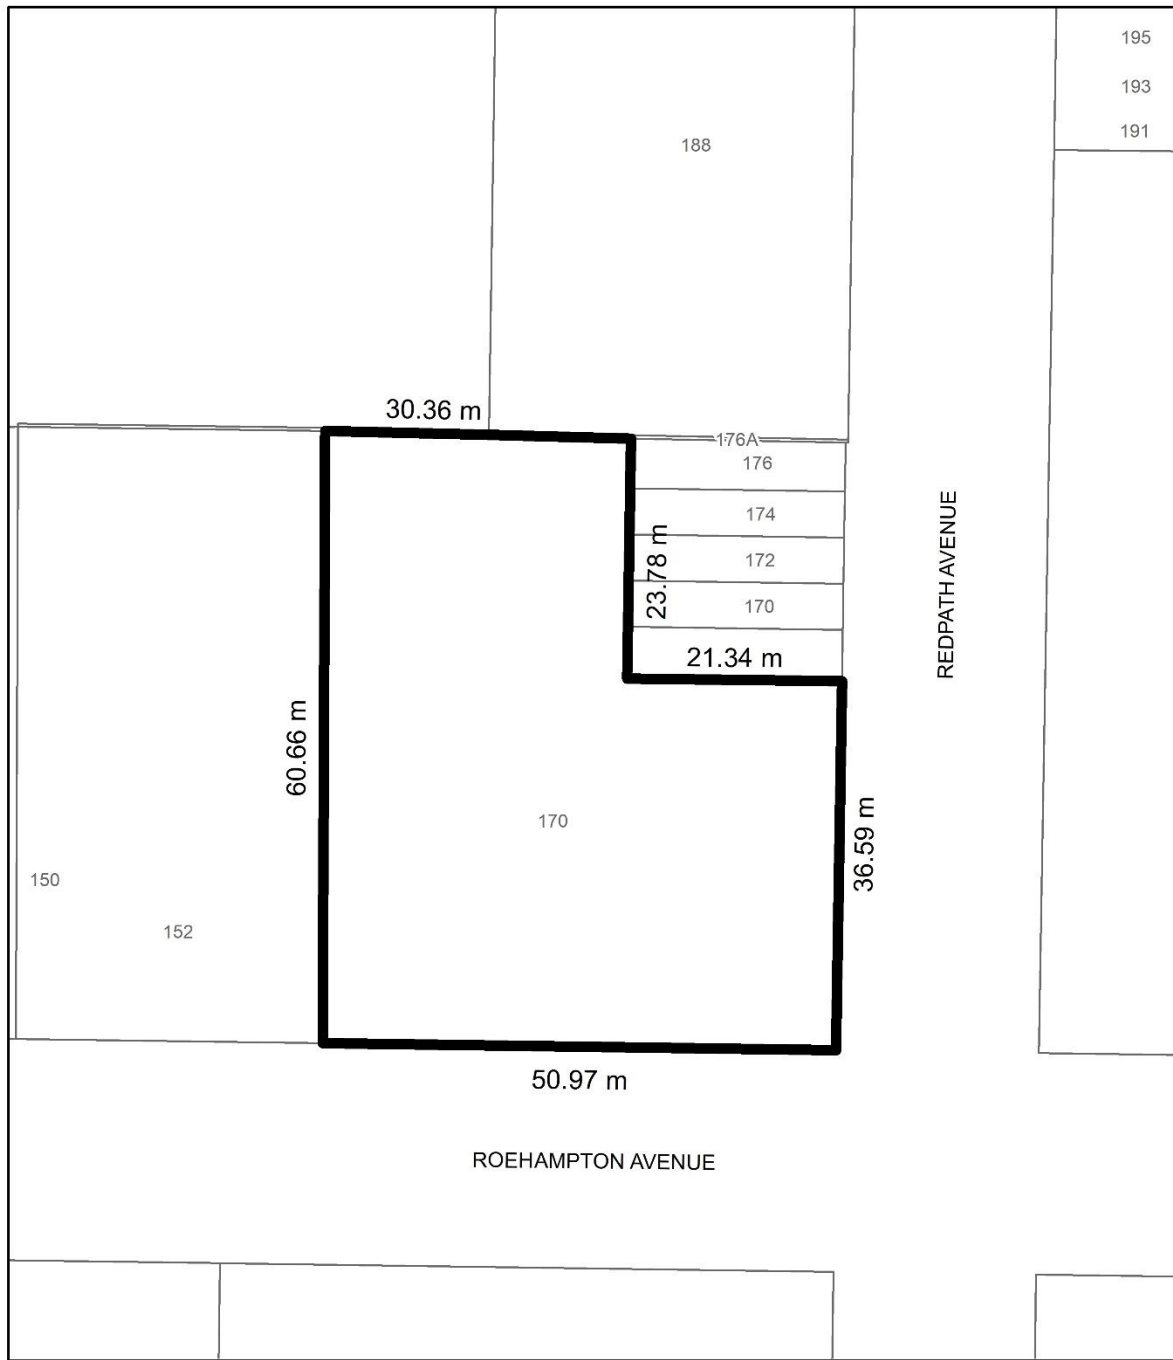 195
193
191
188
30.36 m
176A
176
174
172
170
23.78 m
21.34 m
REDPATH AVENUE
60.66 m
170
36.59 m
150
152
50.97 m
ROEHAMPTON AVENUE